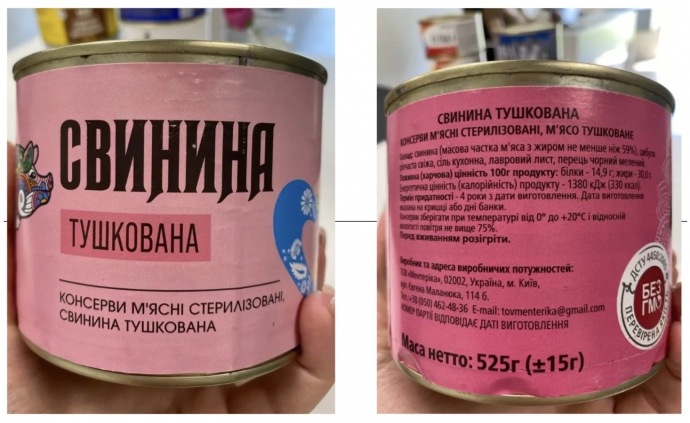 СВИНИНА
ТУШКОВАНА
КОНСЕРВИ М'ЯСНІ СТЕРИЛІЗОВАНІ,
СВИНИНА ТУШКОВАНА
СВИНИНА ТУШКОВАНА
КОНСЕРВИ М'ЯСНІ СТЕРИЛІЗОВАНІ, М'ЯСО ТУШКОВАНЕ
Склад: свинина (масова частка м'яса з жиром не менше ніж 59%), цибуля
ріпчаста свіжа, сіль кухонна, лавровий лист, перець чорний мелений.
Поживна (харчова) цінність 100г продукту: білки - 14,9 г; жири - 30,0 г.
Енергетична цінність (калорійність) продукту - 1380 кДж (330 ккал).
Термін придатності - 4 роки з дати виготовлення. Дата виготовлення
вказана на кришці або дні банки.
Консерви зберігати при температурі від 0° до +20°С і відносній
вологості повітря не вище 75%.
Перед вживанням розігріти.
Виробник та адреса виробничих потужностей:
ТОВ «Ментеріка», 02002, Україна, м. Київ,
вул. Євгена Маланюка, 114 б.
Тел.:+38(050) 462-48-36 E-mail: tovmenterika@gmail.com
НОМЕР ПАРТІЇ ВІДПОВІДАЄ ДАТІ ВИГОТОВЛЕННЯ
Маса нетто: 525г (±15г)
ДСТУ 4450:
БЕЗ
ГМО
ПЕРЕВІРЕНА